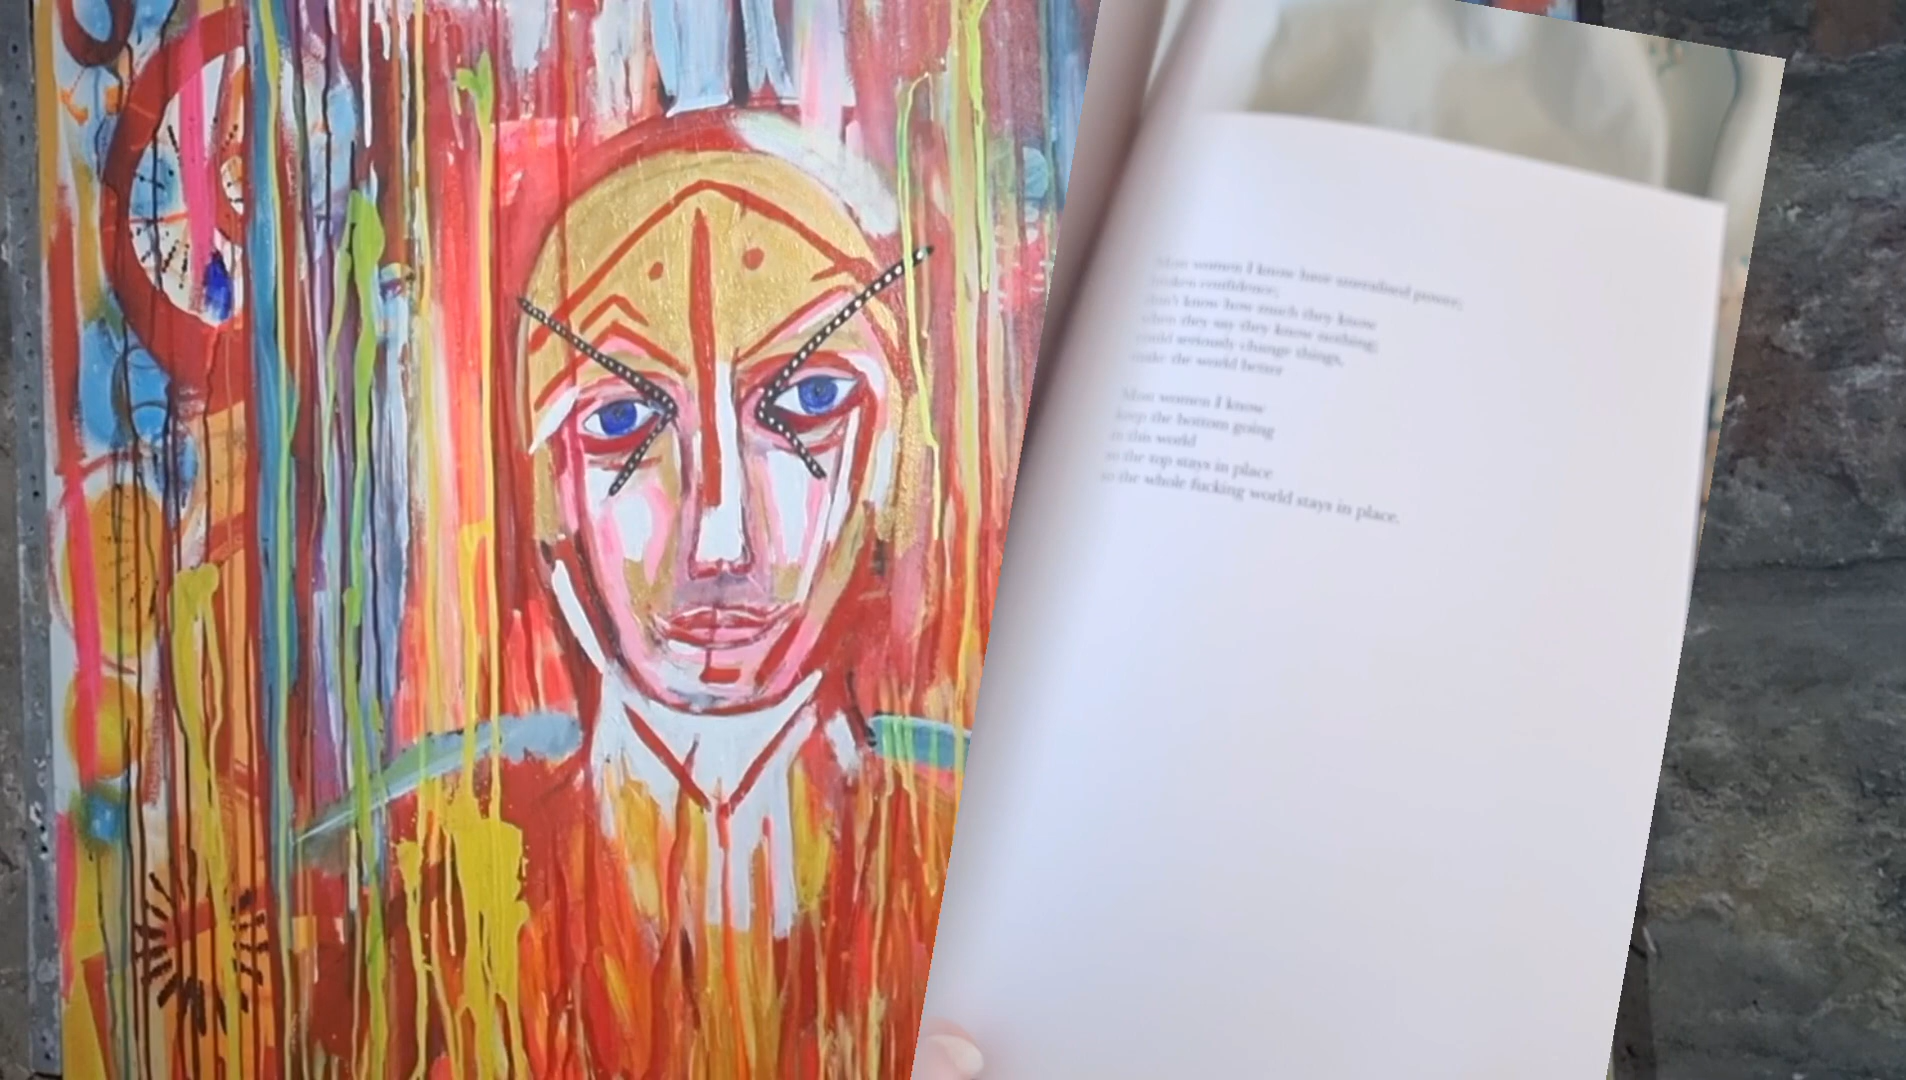 Most women I know have unrealised power;
broken confidence;
don't know how much they know
when they say they know nothing;
could seriously change things,
make the world better
Most women I know
keep the bottom going
in this world
so the top stays in place
so the whole fucking world stays in place.